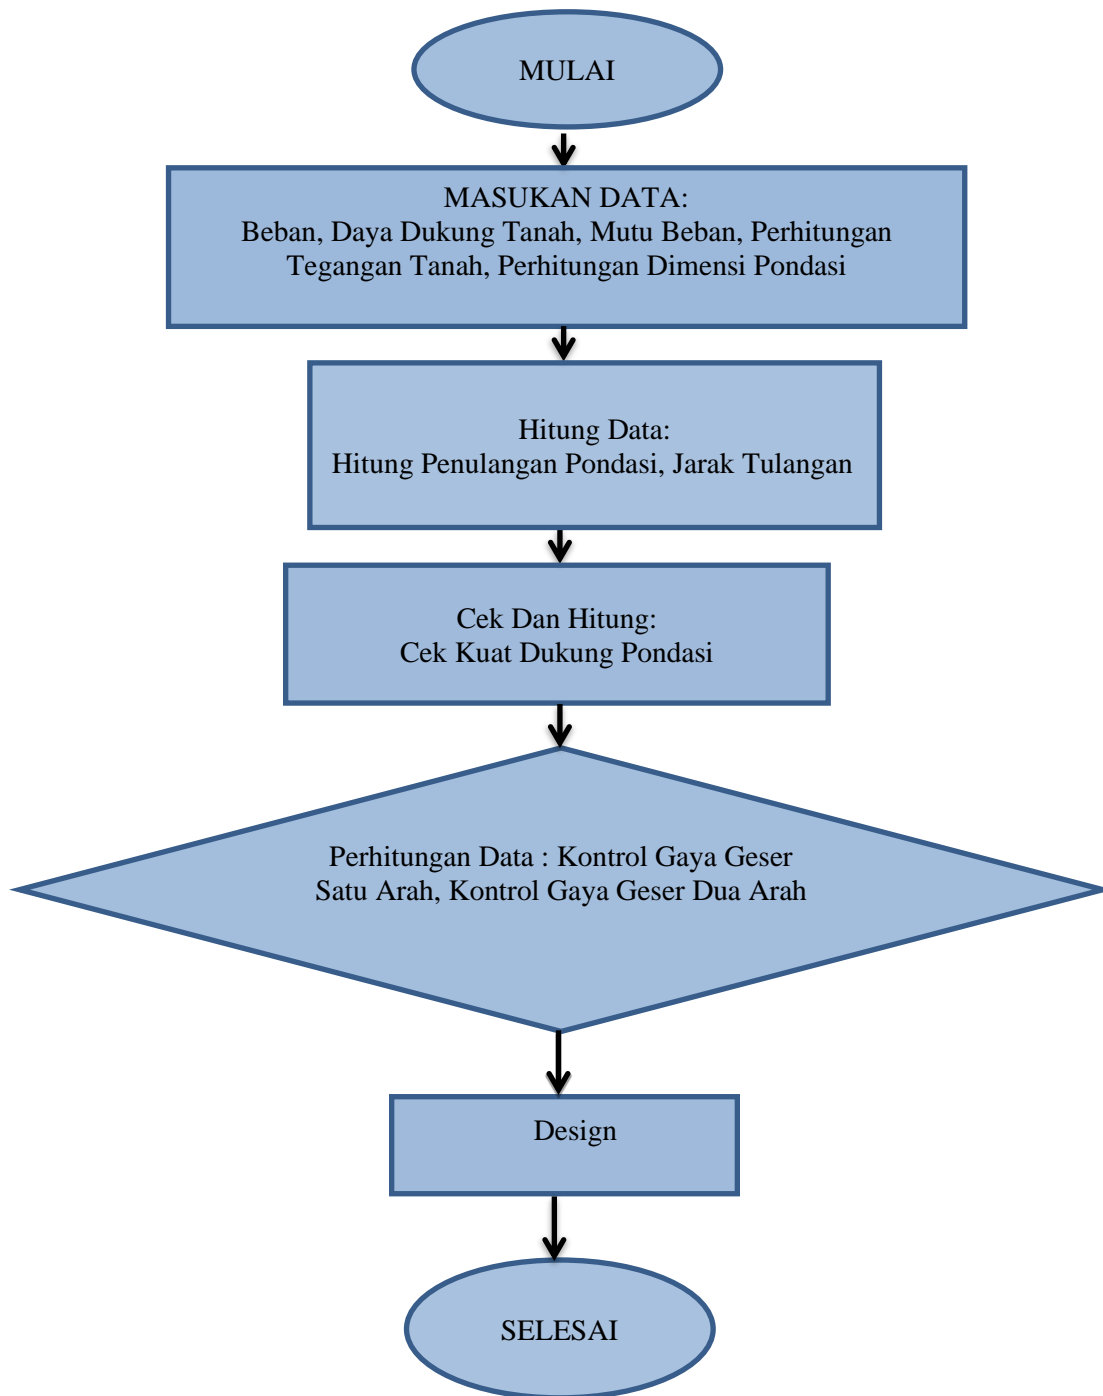 MULAI
MASUKAN DATA:
Beban, Daya Dukung Tanah, Mutu Beban, Perhitungan
Tegangan Tanah, Perhitungan Dimensi Pondasi
Hitung Data:
Hitung Penulangan Pondasi, Jarak Tulangan
Cek Dan Hitung:
Cek Kuat Dukung Pondasi
Perhitungan Data : Kontrol Gaya Geser
Satu Arah, Kontrol Gaya Geser Dua Arah
Design
SELESAI